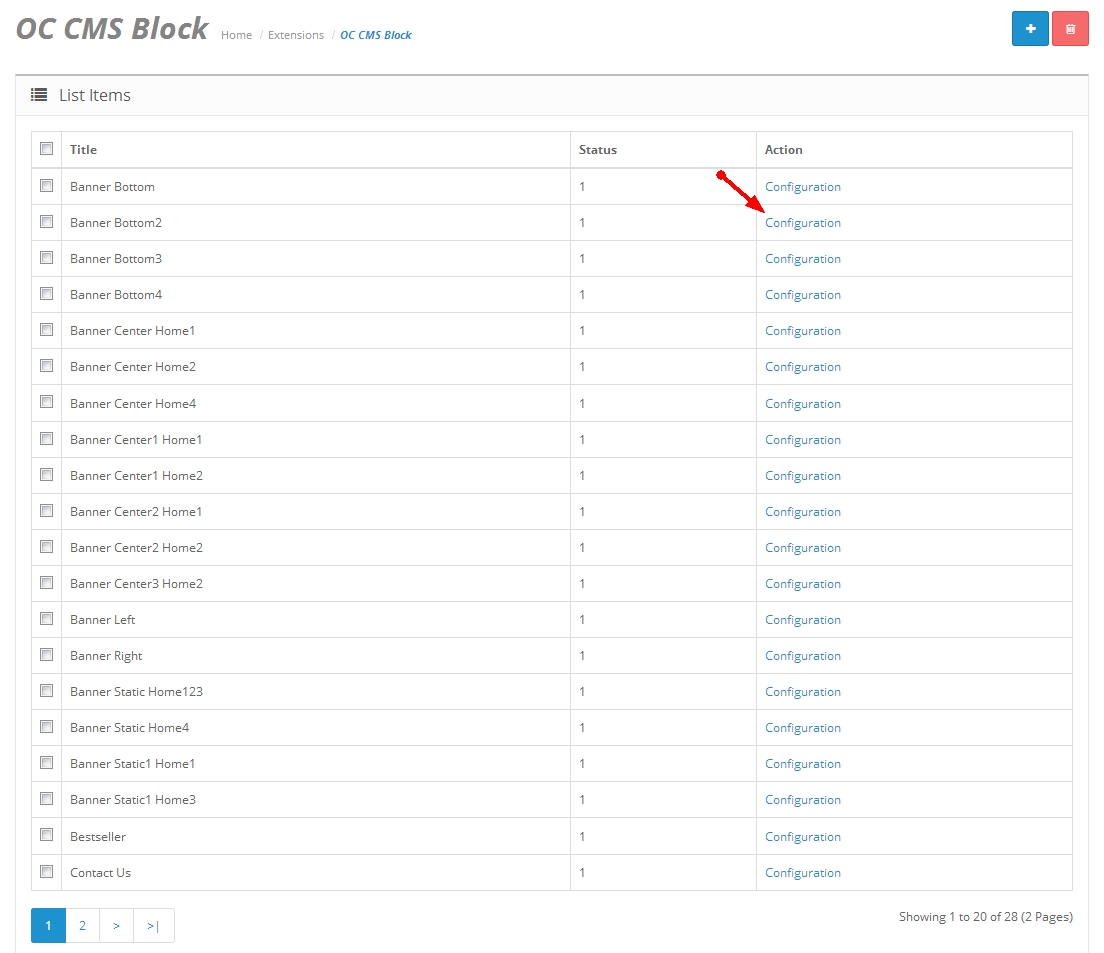 OC CMS Block Home / Extensions / OC CMS Block
List Items
Title Status Action
Banner Bottom 1 Configuration
Banner Bottom2 1 Configuration
Banner Bottom3 1 Configuration
Banner Bottom4 1 Configuration
Banner Center Home1 1 Configuration
Banner Center Home2 1 Configuration
Banner Center Home4 1 Configuration
Banner Center1 Home1 1 Configuration
Banner Center1 Home2 1 Configuration
Banner Center2 Home1 1 Configuration
Banner Center2 Home2 1 Configuration
Banner Center3 Home2 1 Configuration
Banner Left 1 Configuration
Banner Right 1 Configuration
Banner Static Home123 1 Configuration
Banner Static Home4 1 Configuration
Banner Static1 Home1 1 Configuration
Banner Static1 Home3 1 Configuration
Bestseller 1 Configuration
Contact Us 1 Configuration
1 2 > >| Showing 1 to 20 of 28 (2 Pages)